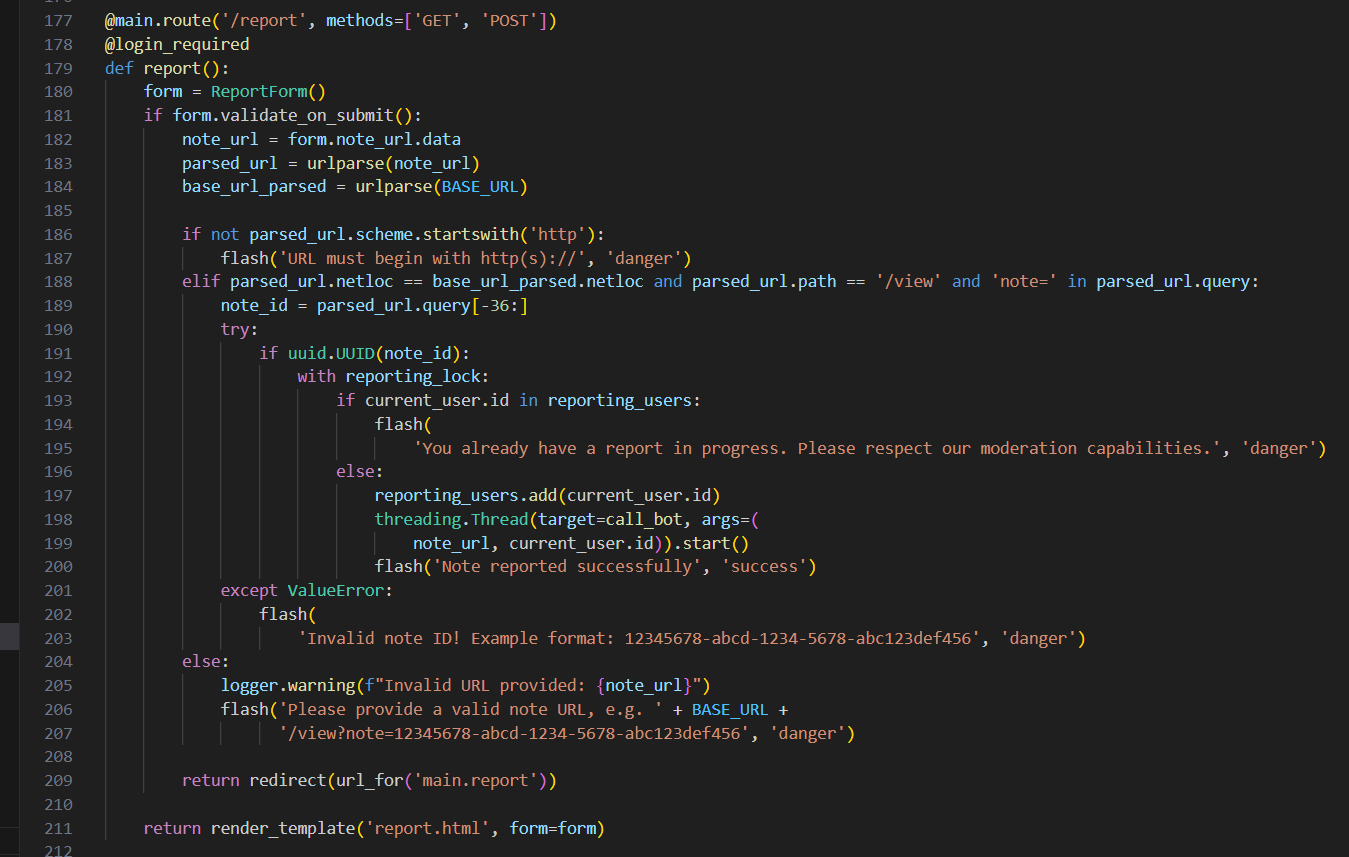 177 @main.route('/report', methods=['GET', 'POST'])
178 @login_required
179 def report():
180     form = ReportForm()
181     if form.validate_on_submit():
182         note_url = form.note_url.data
183         parsed_url = urlparse(note_url)
184         base_url_parsed = urlparse(BASE_URL)
185
186         if not parsed_url.scheme.startswith('http'):
187             flash('URL must begin with http(s)://', 'danger')
188         elif parsed_url.netloc == base_url_parsed.netloc and parsed_url.path == '/view' and 'note=' in parsed_url.query:
189             note_id = parsed_url.query[-36:]
190             try:
191                 if uuid.UUID(note_id):
192                     with reporting_lock:
193                         if current_user.id in reporting_users:
194                             flash(
195                                 'You already have a report in progress. Please respect our moderation capabilities.', 'danger')
196                         else:
197                             reporting_users.add(current_user.id)
198                             threading.Thread(target=call_bot, args=(
199                                 note_url, current_user.id)).start()
200                             flash('Note reported successfully', 'success')
201             except ValueError:
202                 flash(
203                     'Invalid note ID! Example format: 12345678-abcd-1234-5678-abc123def456', 'danger')
204         else:
205             logger.warning(f"Invalid URL provided: {note_url}")
206             flash('Please provide a valid note URL, e.g. ' + BASE_URL +
207                   '/view?note=12345678-abcd-1234-5678-abc123def456', 'danger')
208
209         return redirect(url_for('main.report'))
210
211     return render_template('report.html', form=form)
212